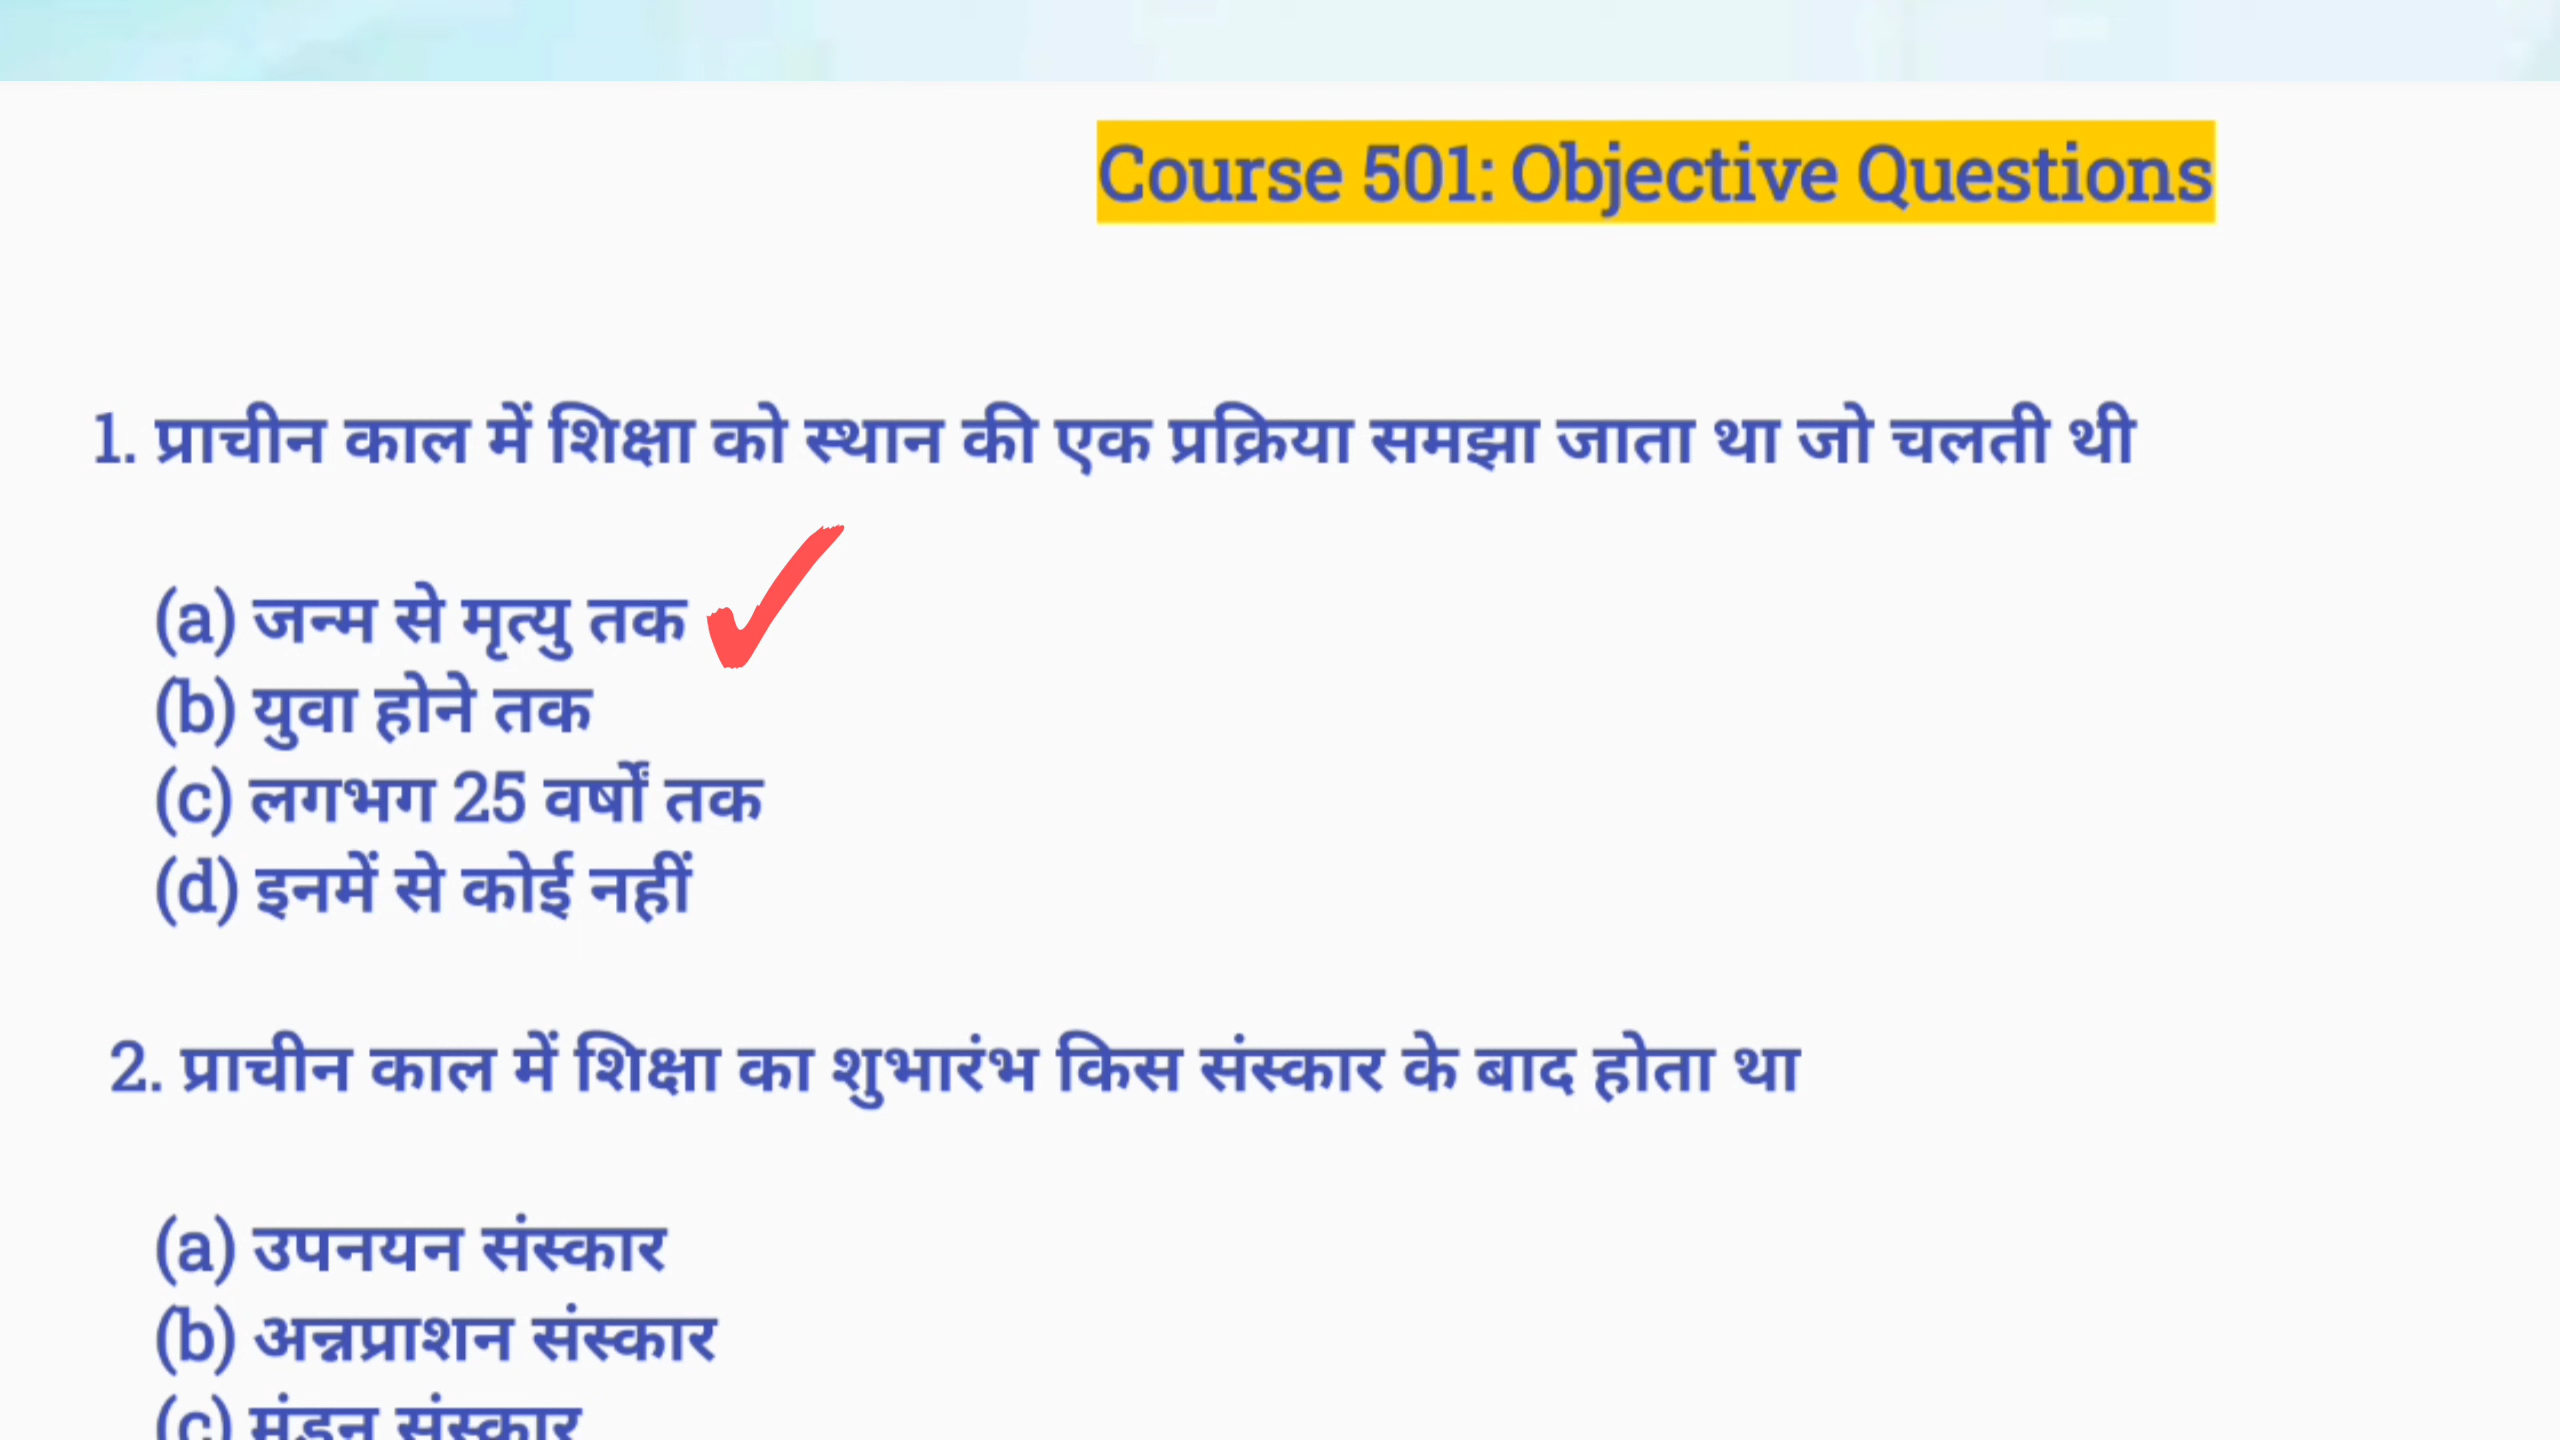 Course 501: Objective Questions
1. प्राचीन काल में शिक्षा को स्थान की एक प्रक्रिया समझा जाता था जो चलती थी
(a) जन्म से मृत्यु तक
(b) युवा होने तक
(c) लगभग 25 वर्षों तक
(d) इनमें से कोई नहीं
2. प्राचीन काल में शिक्षा का शुभारंभ किस संस्कार के बाद होता था
(a) उपनयन संस्कार
(b) अन्नप्राशन संस्कार
(c) मुंडन संस्कार